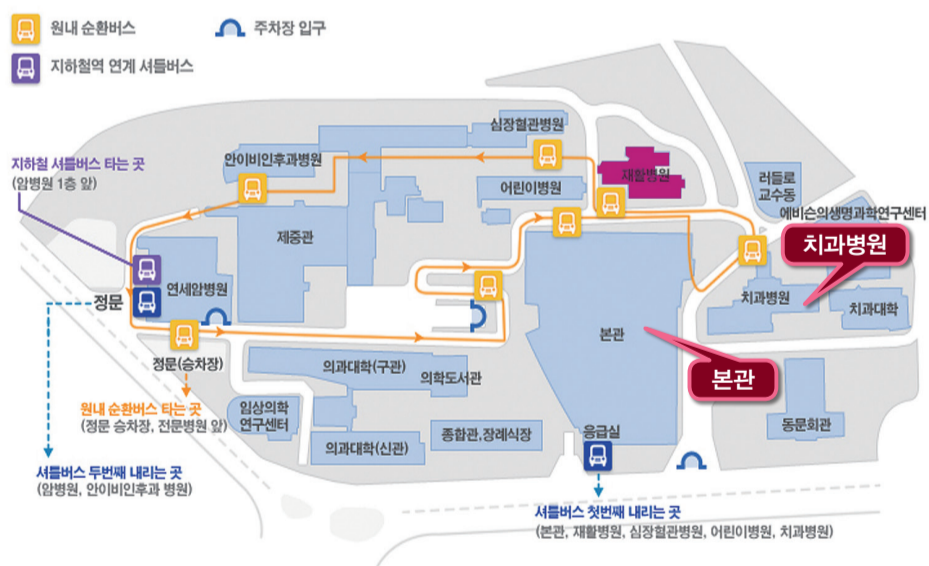 원내 순환버스
주차장 입구
지하철역 연계 셔틀버스
심장혈관병원
지하철 셔틀버스 타는 곳
(암병원 1층 앞)
안이비인후과병원
재활병원
어린이병원
러들로
교수동
에비슨의생명과학연구센터
제중관
치과병원
연세암병원
정문
치과병원
치과대학
본관
정문(승차장)
의과대학(구관)
의학도서관
본관
원내 순환버스 타는 곳
(정문 승차장, 전문병원 앞)
임상의학
연구센터
종합관,장례식장
응급실
동문회관
의과대학(신관)
셔틀버스 두번째 내리는 곳
(암병원, 안이비인후과 병원)
셔틀버스 첫번째 내리는 곳
(본관, 재활병원, 심장혈관병원, 어린이병원, 치과병원)